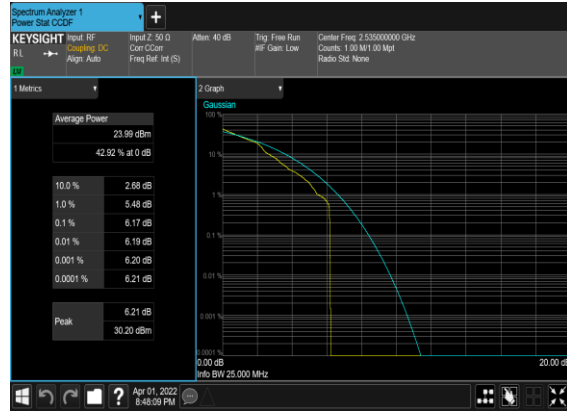 Spectrum Analyzer 1
Power Stat CCDF
KEYSIGHT
RL
Input: RF
Coupling: DC
Align: Auto
Input Z: 50 Ω
Corr CCorr
Freq Ref: Int (S)
Atten: 40 dB
Trig: Free Run
#IF Gain: Low
Center Freq: 2.535000000 GHz
Counts: 1.00 M/1.00 Mpt
Radio Std: None
1 Metrics
Average Power
23.99 dBm
42.92 % at 0 dB
10.0 % 2.68 dB
1.0 % 5.48 dB
0.1 % 6.17 dB
0.01 % 6.19 dB
0.001 % 6.20 dB
0.0001 % 6.21 dB
Peak
6.21 dB
30.20 dBm
2 Graph
Gaussian
100 %
10 %
1 %
0.1 %
0.01 %
0.001 %
0.0001 %
0.00 dB 20.00 dB
Info BW 25.000 MHz
Apr 01, 2022
8:48:09 PM